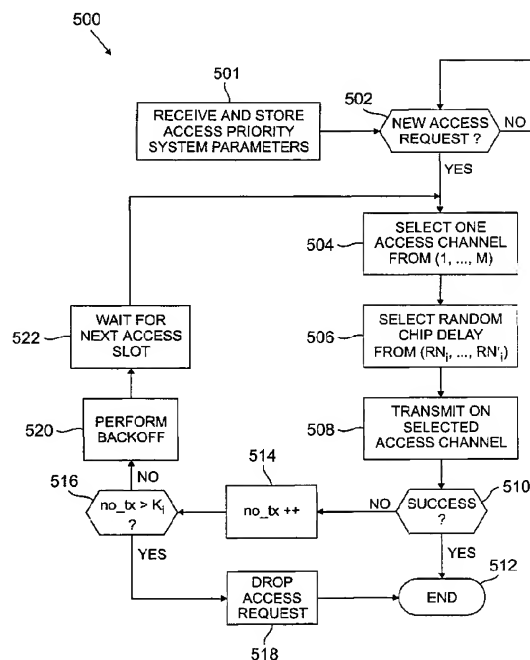 500
501
RECEIVE AND STORE
ACCESS PRIORITY
SYSTEM PARAMETERS
502
NEW ACCESS
REQUEST ?
NO
YES
504
SELECT ONE
ACCESS CHANNEL
FROM (1, ..., M)
506
SELECT RANDOM
CHIP DELAY
FROM (RNi, ..., RN'i)
508
TRANSMIT ON
SELECTED
ACCESS CHANNEL
510
SUCCESS
?
NO
YES
512
END
514
no_tx ++
516
no_tx > Ki
?
NO
YES
518
DROP
ACCESS
REQUEST
520
PERFORM
BACKOFF
522
WAIT FOR
NEXT ACCESS
SLOT